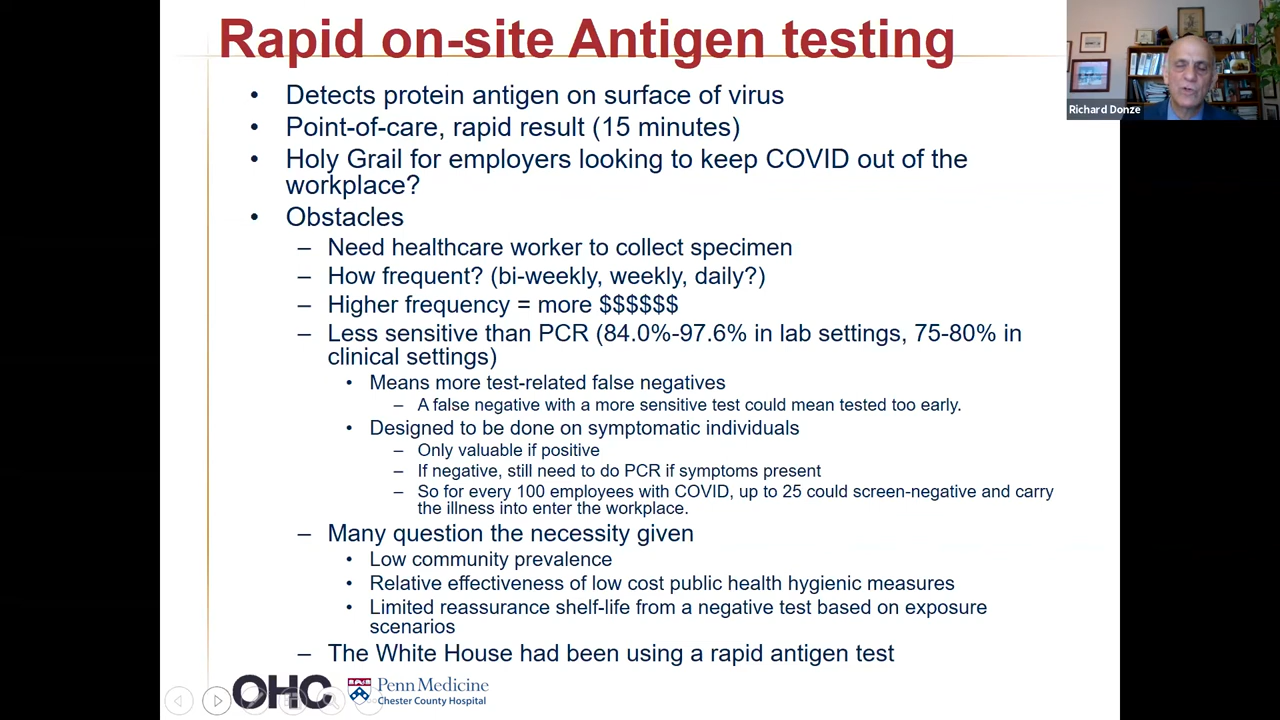 Rapid on-site Antigen testing
Richard Donze
• Detects protein antigen on surface of virus
• Point-of-care, rapid result (15 minutes)
• Holy Grail for employers looking to keep COVID out of the
workplace?
• Obstacles
– Need healthcare worker to collect specimen
– How frequent? (bi-weekly, weekly, daily?)
– Higher frequency = more $$$$$$
– Less sensitive than PCR (84.0%-97.6% in lab settings, 75-80% in
clinical settings)
• Means more test-related false negatives
– A false negative with a more sensitive test could mean tested too early.
• Designed to be done on symptomatic individuals
– Only valuable if positive
– If negative, still need to do PCR if symptoms present
– So for every 100 employees with COVID, up to 25 could screen-negative and carry
the illness into enter the workplace.
– Many question the necessity given
• Low community prevalence
• Relative effectiveness of low cost public health hygienic measures
• Limited reassurance shelf-life from a negative test based on exposure
scenarios
– The White House had been using a rapid antigen test
OHC
Penn Medicine
Chester County Hospital